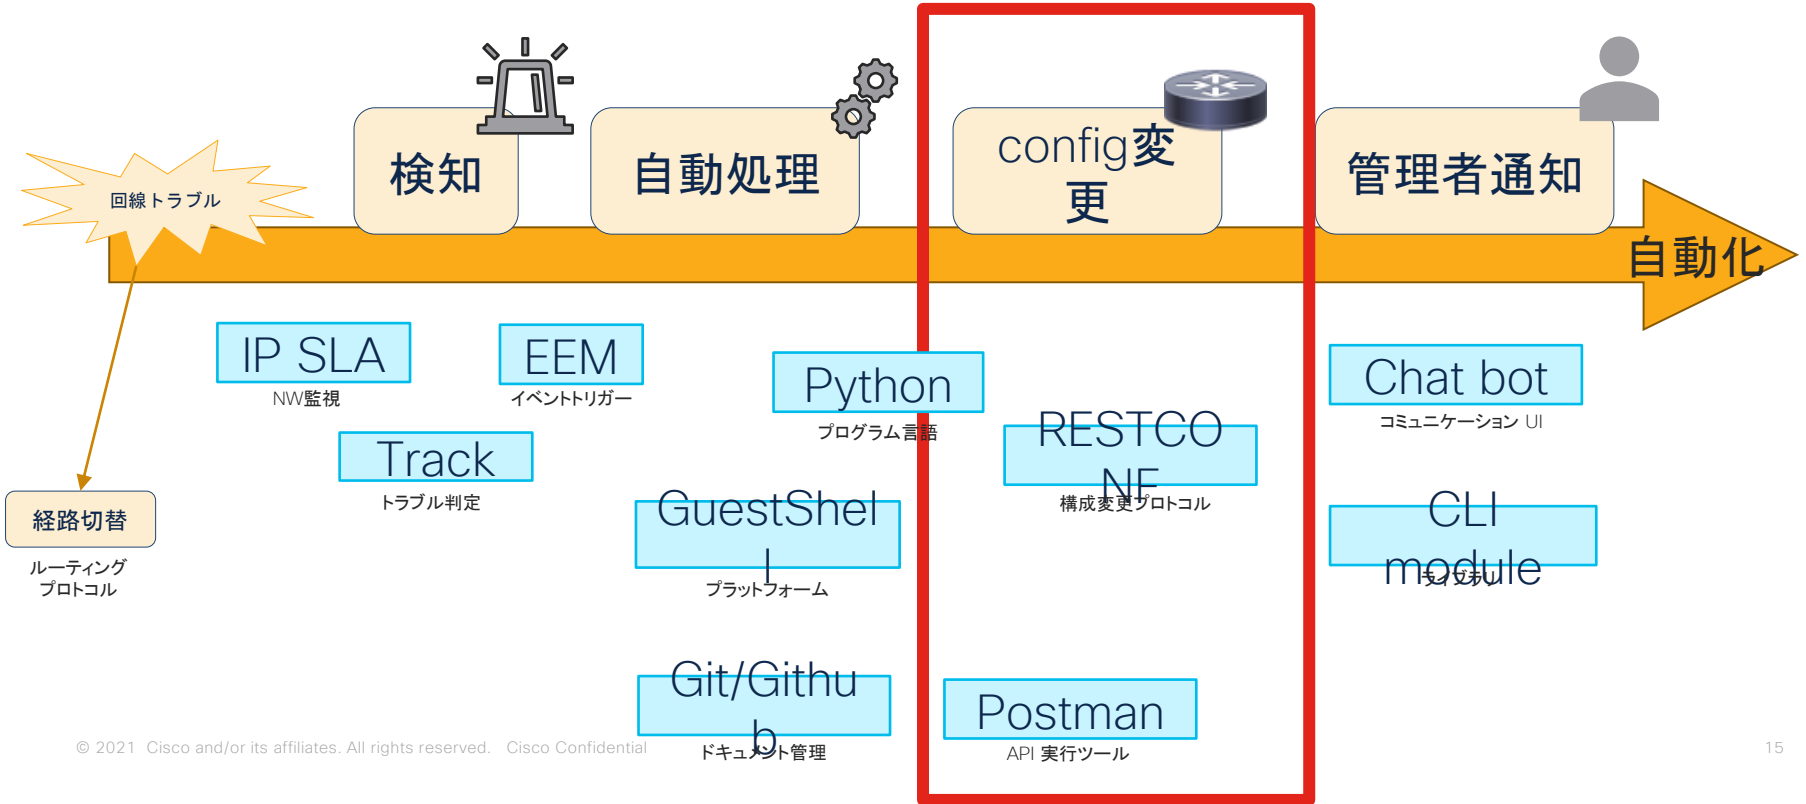 検知
自動処理
config変
更
管理者通知
回線トラブル
自動化
IP SLA
NW監視
EEM
イベントトリガー
Python
プログラム言語
Chat bot
コミュニケーション UI
Track
トラブル判定
RESTCO
NF
構成変更プロトコル
経路切替
ルーティング
プロトコル
GuestShel
l
プラットフォーム
CLI
module
ライブラリ
Git/Githu
b
ドキュメント管理
Postman
API 実行ツール
© 2021 Cisco and/or its affiliates. All rights reserved. Cisco Confidential
15